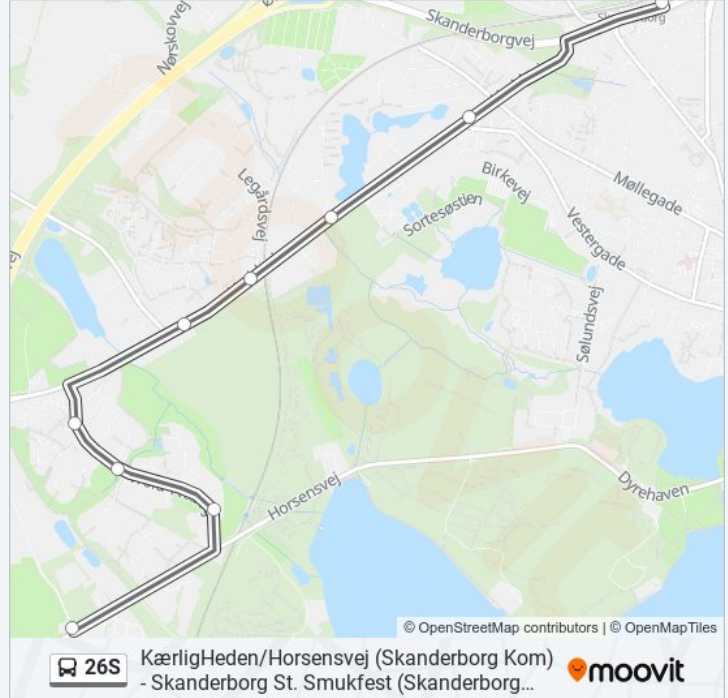 Skanderborgvej
Nørskovvej
Legårdsvej
Birkevej
Møllegade
Sortesøstien
Vestergade
Sølundsvej
Horsensvej
Dyrehaven
© OpenStreetMap contributors | © OpenMapTiles
26S
KærligHeden/Horsensvej (Skanderborg Kom)
- Skanderborg St. Smukfest (Skanderborg…
moovit